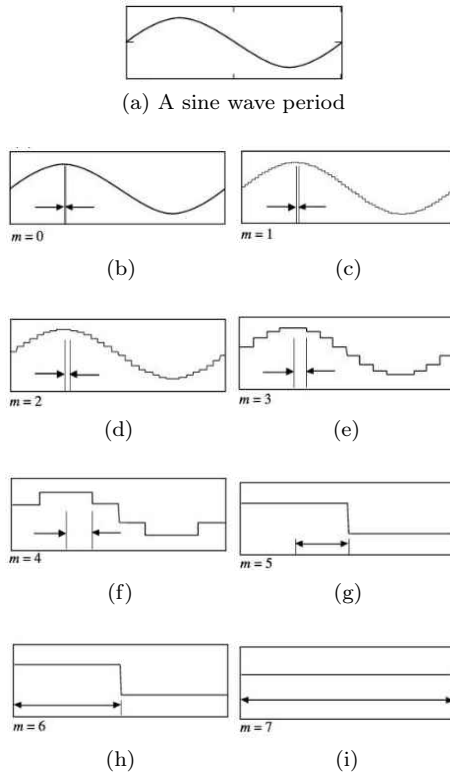 (a) A sine wave period
m = 0
m = 1
(b)
(c)
m = 2
m = 3
(d)
(e)
m = 4
m = 5
(f)
(g)
m = 6
m = 7
(h)
(i)